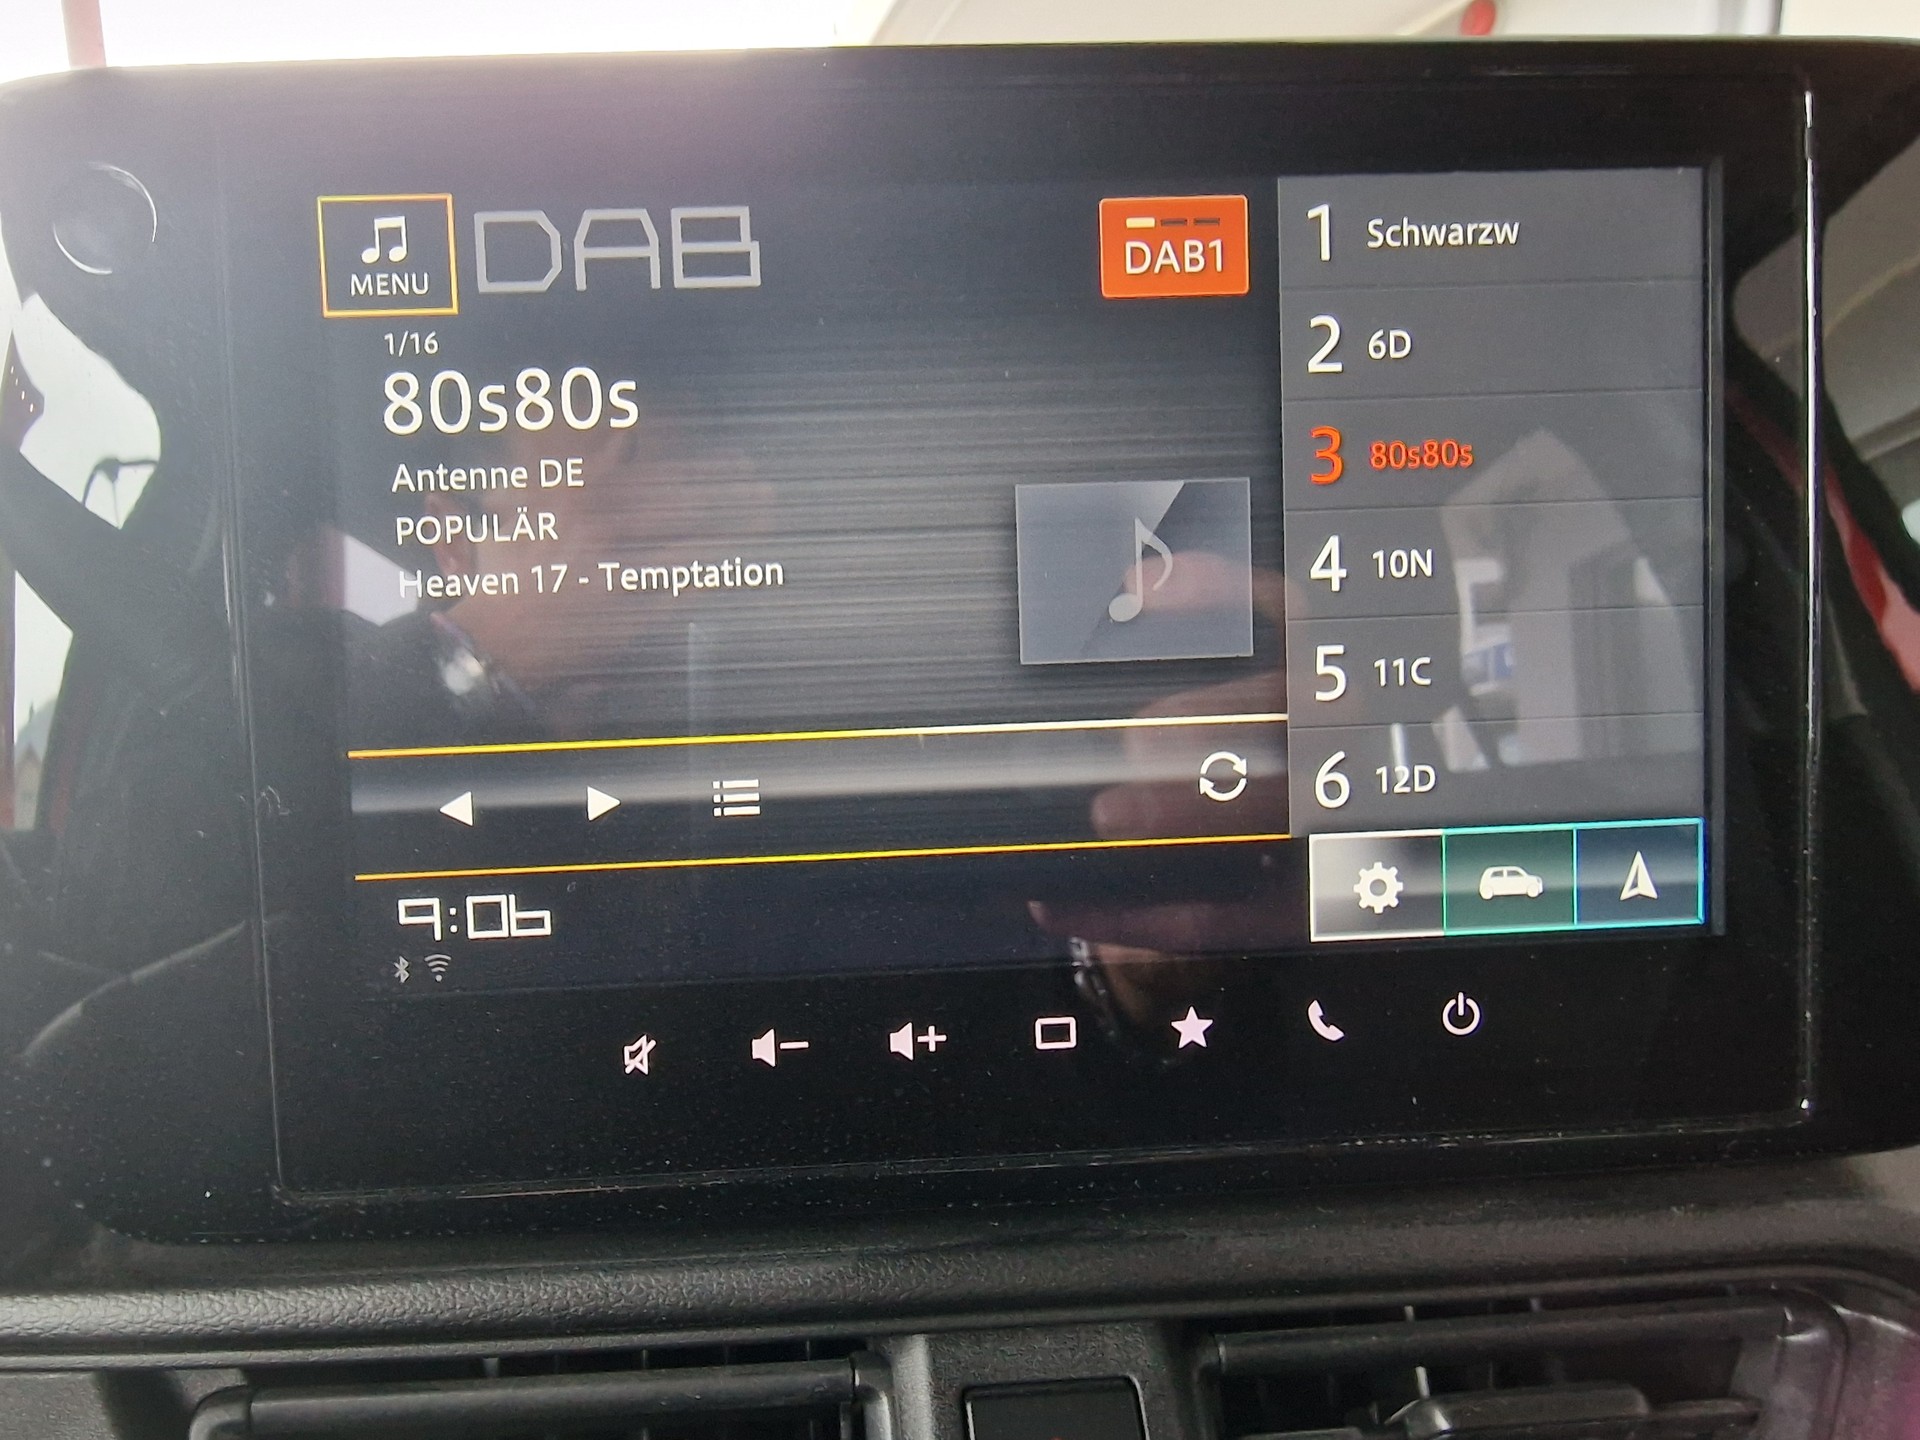 MENU
DAB
DAB1
1/16
80s80s
Antenne DE
POPULÄR
Heaven 17 - Temptation
1 Schwarzw
2 6D
3 80s80s
4 10N
5 11C
6 12D
9:06